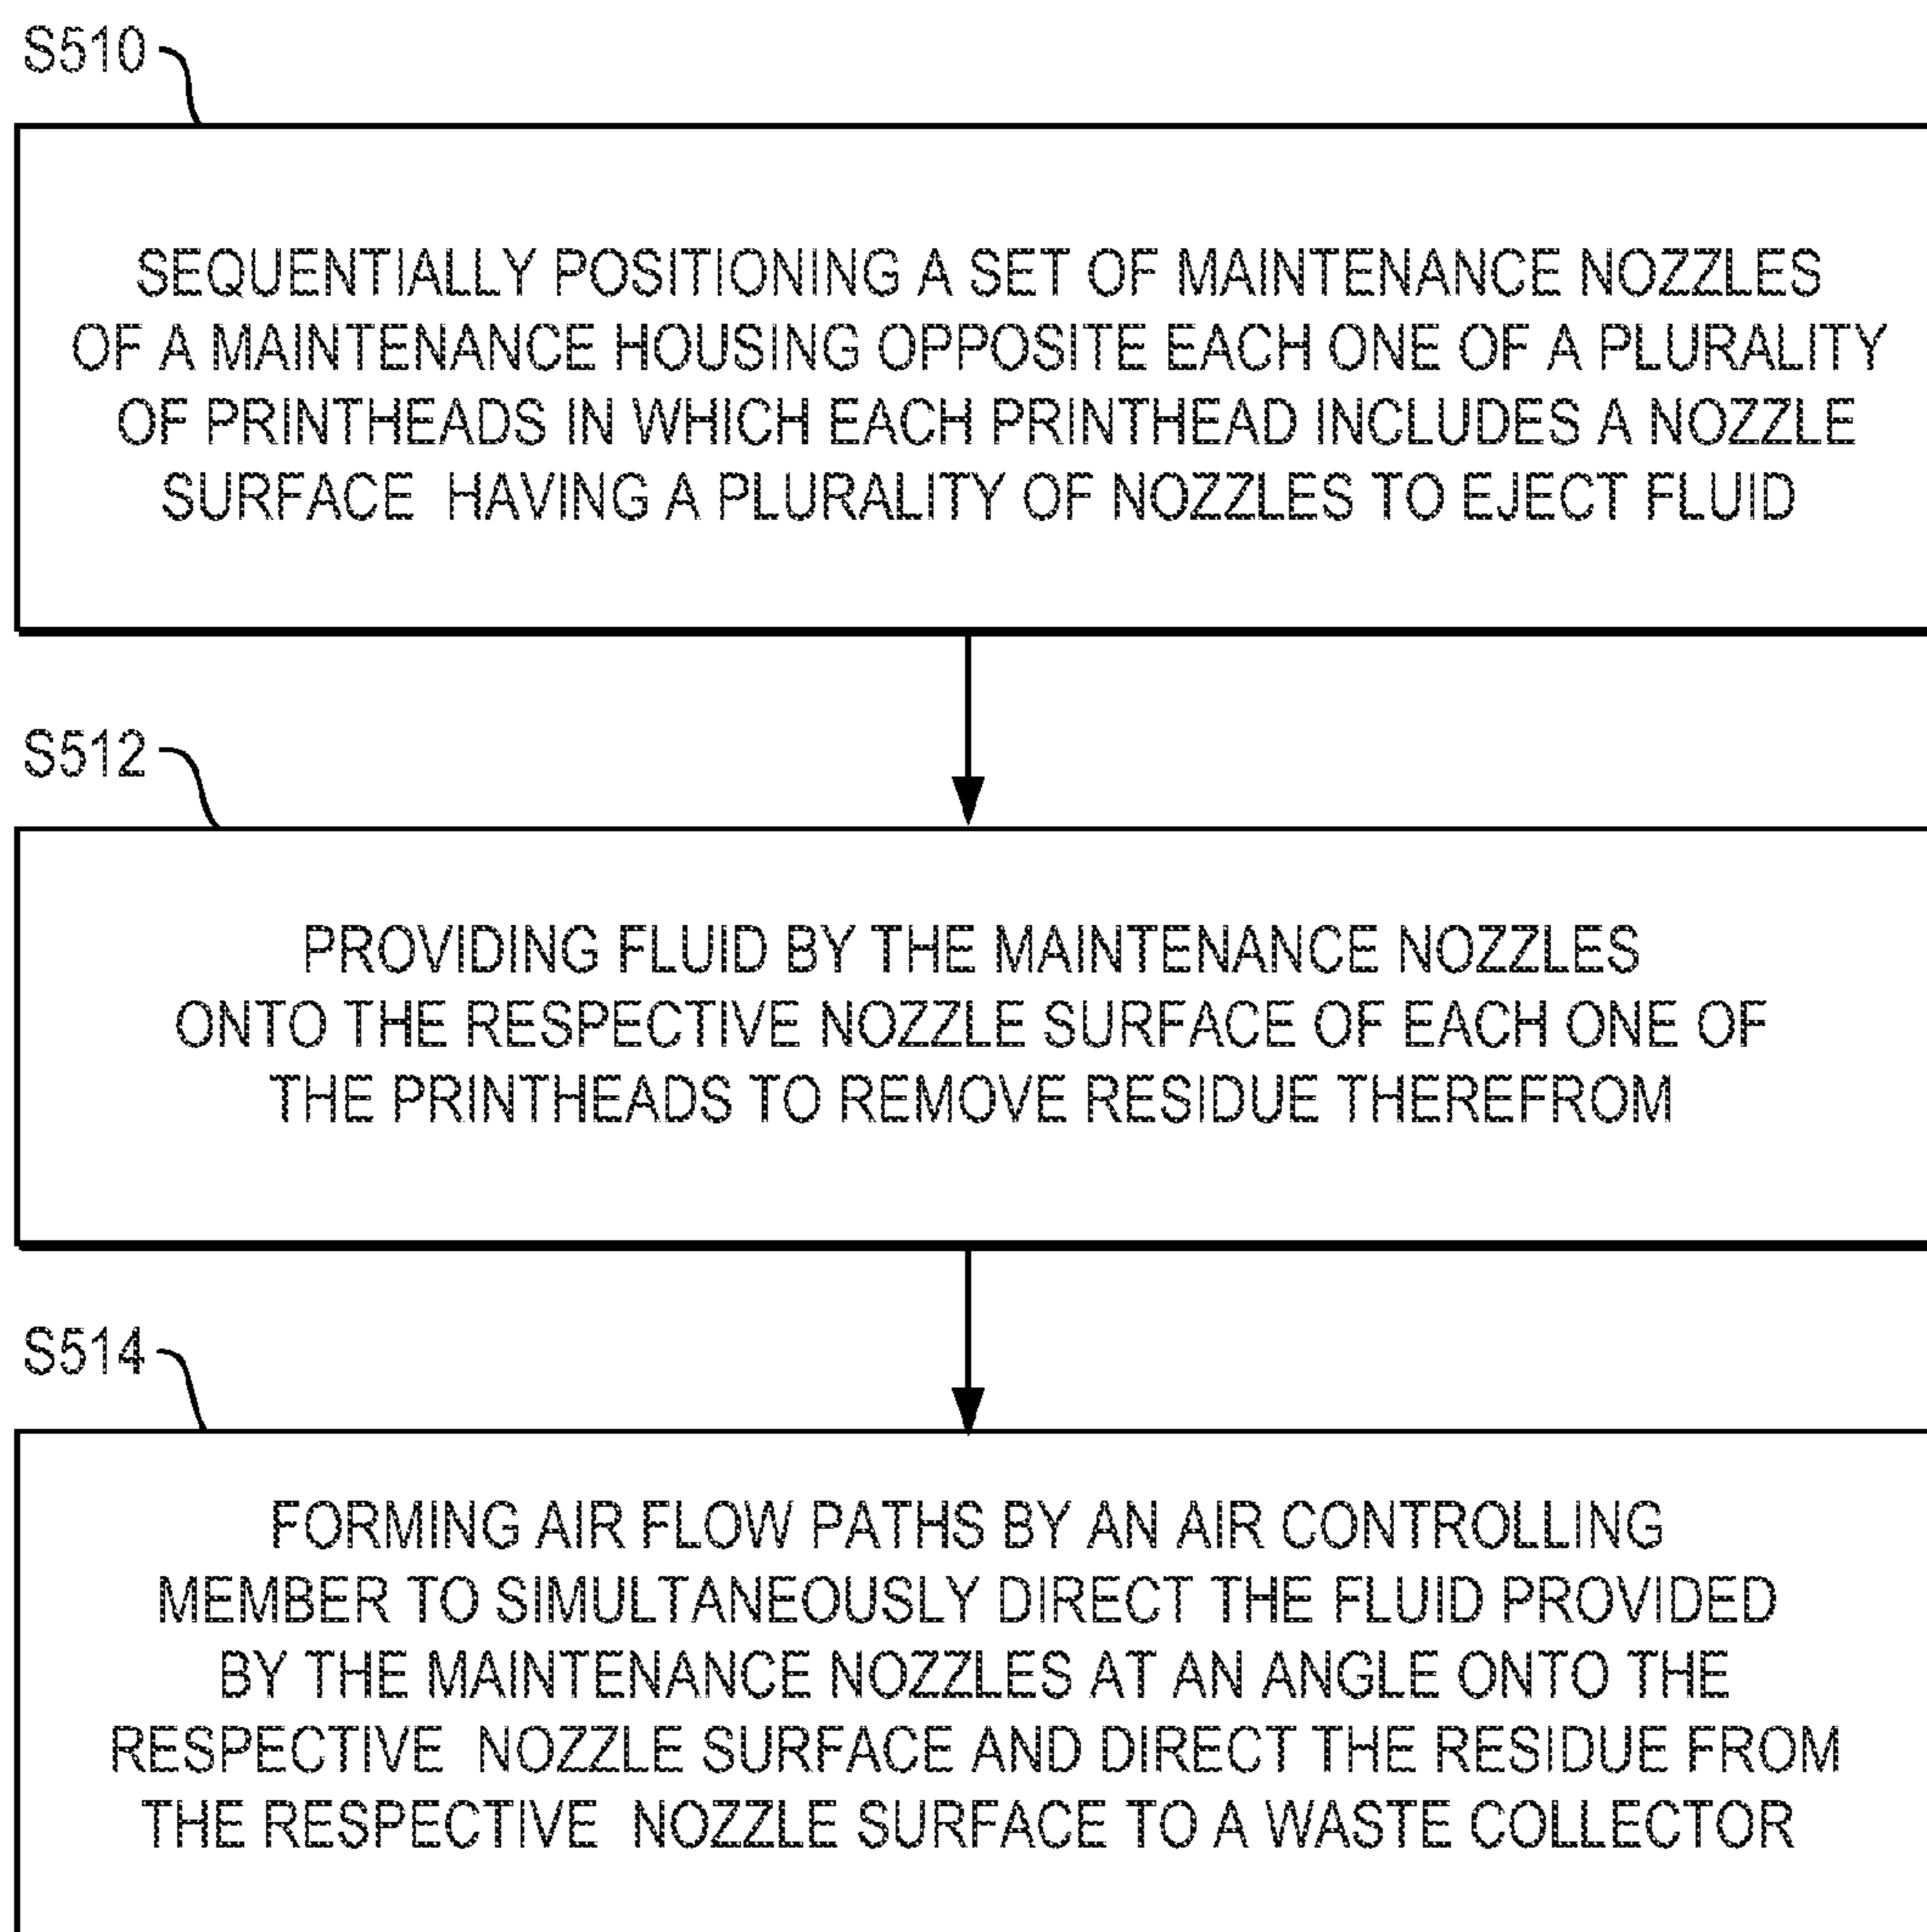 S510
SEQUENTIALLY POSITIONING A SET OF MAINTENANCE NOZZLES
OF A MAINTENANCE HOUSING OPPOSITE EACH ONE OF A PLURALITY
OF PRINTHEADS IN WHICH EACH PRINTHEAD INCLUDES A NOZZLE
SURFACE HAVING A PLURALITY OF NOZZLES TO EJECT FLUID
S512
PROVIDING FLUID BY THE MAINTENANCE NOZZLES
ONTO THE RESPECTIVE NOZZLE SURFACE OF EACH ONE OF
THE PRINTHEADS TO REMOVE RESIDUE THEREFROM
S514
FORMING AIR FLOW PATHS BY AN AIR CONTROLLING
MEMBER TO SIMULTANEOUSLY DIRECT THE FLUID PROVIDED
BY THE MAINTENANCE NOZZLES AT AN ANGLE ONTO THE
RESPECTIVE NOZZLE SURFACE AND DIRECT THE RESIDUE FROM
THE RESPECTIVE NOZZLE SURFACE TO A WASTE COLLECTOR